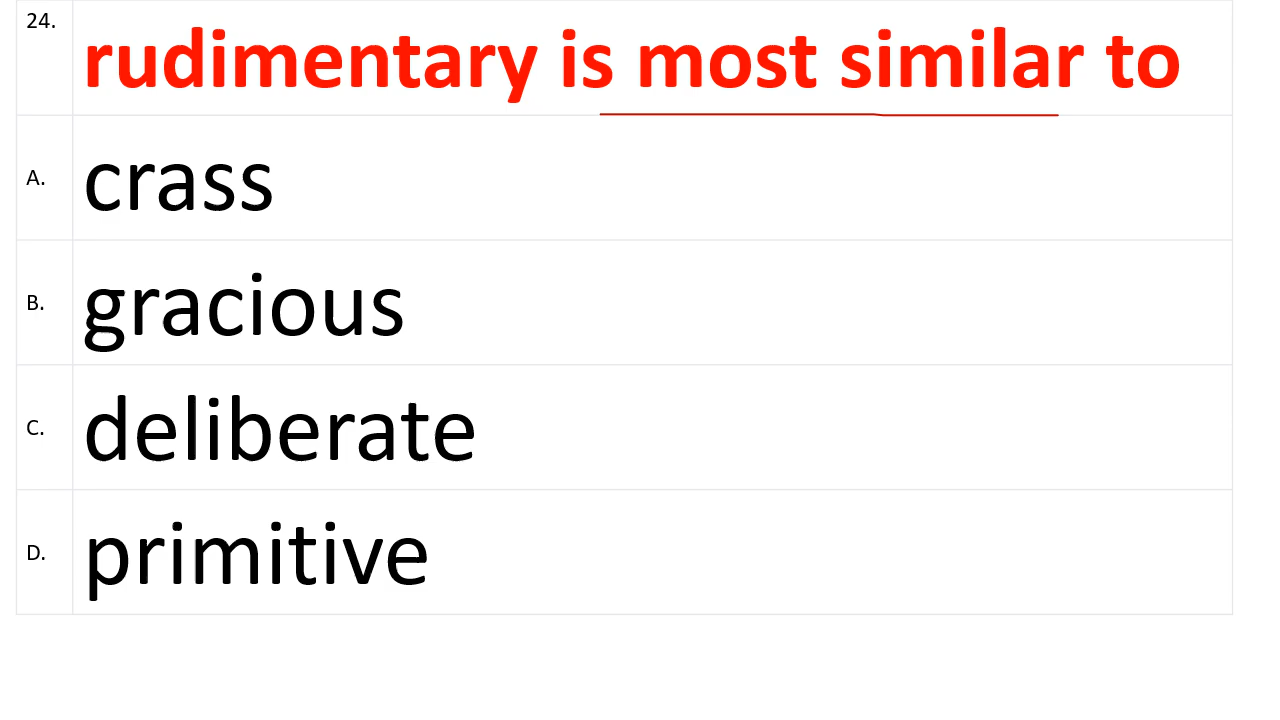 24. rudimentary is most similar to
A. crass
B. gracious
C. deliberate
D. primitive